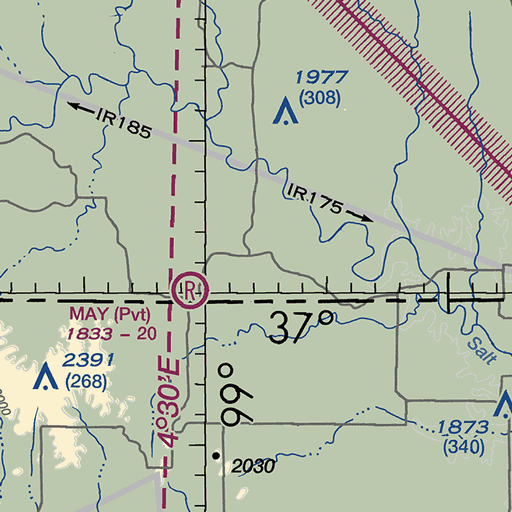 1977
(308)
IR185
IR175
R
MAY (Pvt)
1833 - 20
37°
2391
(268)
4°30'E
99°
Salt
1873
(340)
2030